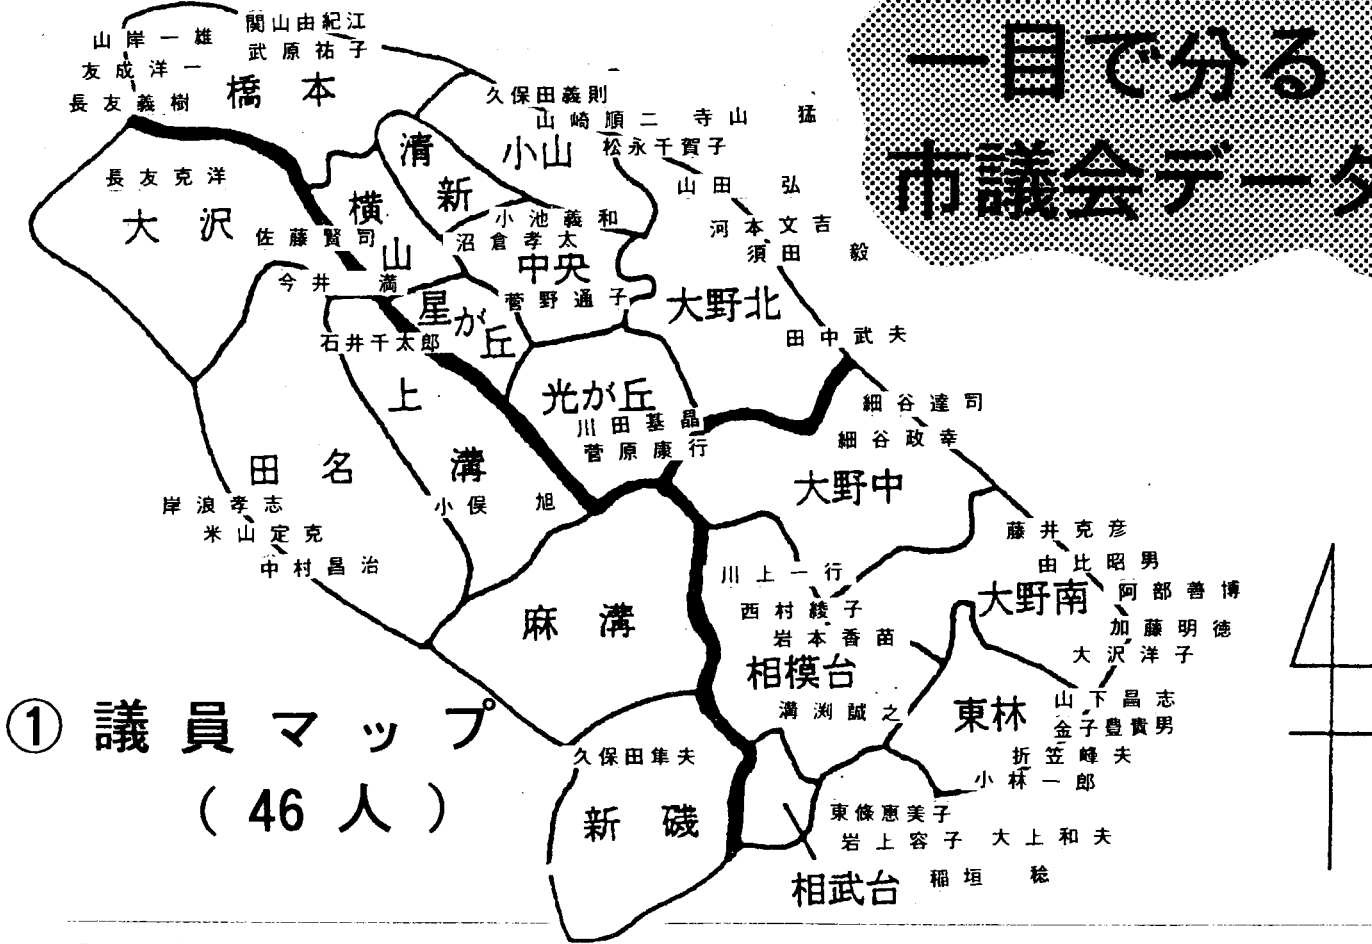 一目で分る
市議会データ
関山由紀江
山岸一雄
武原祐子
友成洋一
橋本
長友義樹
久保田義則
山崎順二
寺山猛
清新
小山
松永千賀子
長友克洋
大沢
横山
佐藤賢司
小池義和
沼倉孝太
中央
山田弘
河本文吉
須田毅
今井満
星が丘
菅野通子
大野北
石井千太郎
田中武夫
上溝
光が丘
川田基晶
菅原康行
細谷達司
細谷政幸
田名
大野中
岸浪孝志
小俣旭
米山定克
中村昌治
藤井克彦
由比昭男
川上一行
大野南
阿部善博
西村綾子
麻溝
岩本香苗
加藤明徳
大沢洋子
相模台
溝渕誠之
東林
山下昌志
金子豊貴男
折笠峰夫
小林一郎
①議員マップ
(46人)
久保田隼夫
新磯
東條恵美子
岩上容子
大上和夫
相武台
稲垣稔